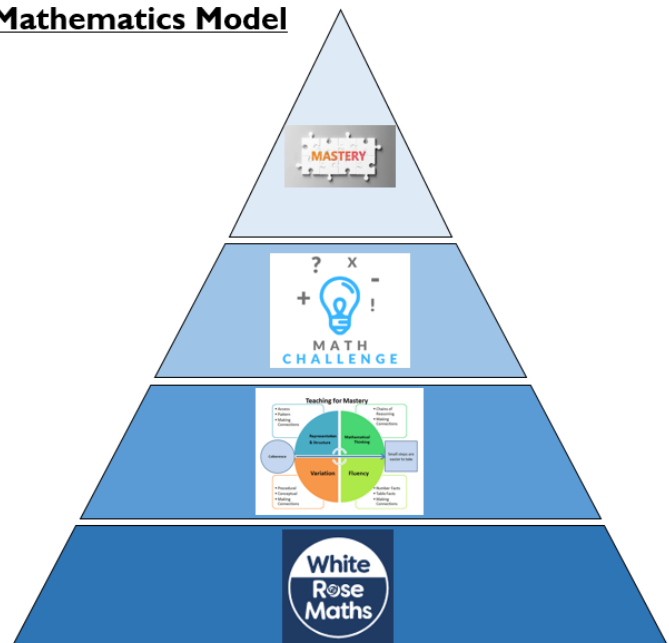 Mathematics Model
MASTERY
? x
+ -
!
MATH
CHALLENGE
Teaching for Mastery
• Access
• Pattern
• Making
Connections
• Chains of
Reasoning
• Making
Connections
Representation
& Structure
Mathematical
Thinking
Coherence
Small steps are
easier to take
Variation
Fluency
• Procedural
• Conceptual
• Making
Connections
• Number Facts
• Table Facts
• Making
Connections
White
Rose
Maths